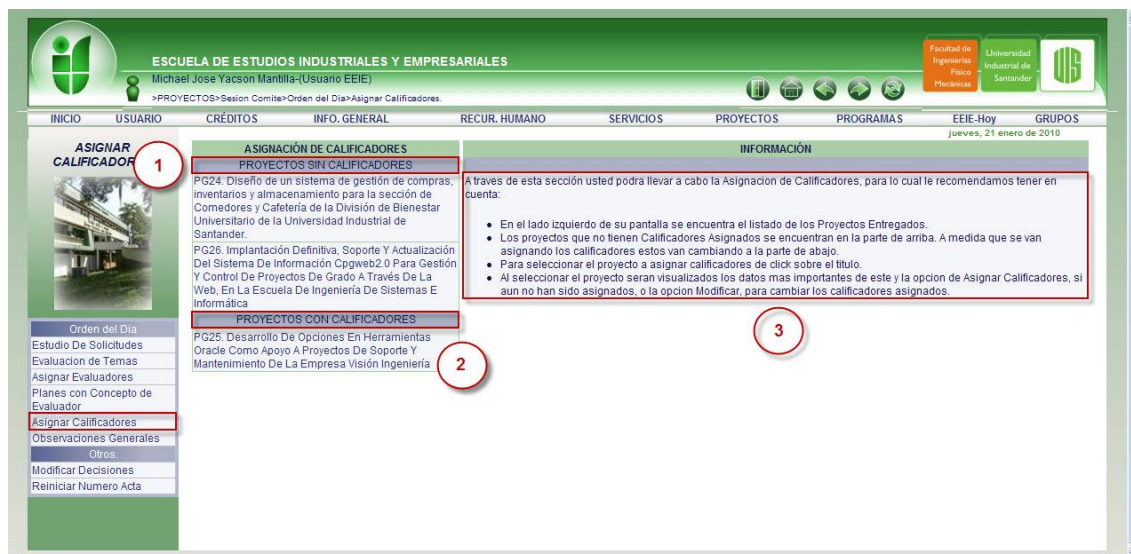 ESCUELA DE ESTUDIOS INDUSTRIALES Y EMPRESARIALES
Michael Jose Yacson Mantilla-(Usuario EEIE)
>PROYECTOS>Sesion Comite>Orden del Dia>Asignar Calificadores.
Facultad de
Ingenierías
Físico
Mecánicas
Universidad
Industrial de
Santander
UIS
INICIO USUARIO CRÉDITOS INFO. GENERAL RECUR. HUMANO SERVICIOS PROYECTOS PROGRAMAS EEIE-Hoy GRUPOS
jueves, 21 enero de 2010
ASIGNAR
CALIFICADOR
1
Orden del Dia
Estudio De Solicitudes
Evaluacion de Temas
Asignar Evaluadores
Planes con Concepto de
Evaluador
Asignar Calificadores
Observaciones Generales
Otros.
Modificar Decisiones
Reiniciar Numero Acta
ASIGNACIÓN DE CALIFICADORES
PROYECTOS SIN CALIFICADORES
PG24. Diseño de un sistema de gestión de compras,
inventarios y almacenamiento para la sección de
Comedores y Cafetería de la División de Bienestar
Universitario de la Universidad Industrial de
Santander.
PG26. Implantación Definitiva, Soporte Y Actualización
Del Sistema De Información Cpgweb2.0 Para Gestión
Y Control De Proyectos De Grado A Través De La
Web, En La Escuela De Ingeniería De Sistemas E
Informática
PROYECTOS CON CALIFICADORES
PG25. Desarrollo De Opciones En Herramientas
Oracle Como Apoyo A Proyectos De Soporte Y
Mantenimiento De La Empresa Visión Ingeniería
2
INFORMACIÓN
A traves de esta sección usted podra llevar a cabo la Asignacion de Calificadores, para lo cual le recomendamos tener en
cuenta:
• En el lado izquierdo de su pantalla se encuentra el listado de los Proyectos Entregados.
• Los proyectos que no tienen Calificadores Asignados se encuentran en la parte de arriba. A medida que se van
asignando los calificadores estos van cambiando a la parte de abajo.
• Para seleccionar el proyecto a asignar calificadores de click sobre el titulo.
• Al seleccionar el proyecto seran visualizados los datos mas importantes de este y la opcion de Asignar Calificadores, si
aun no han sido asignados, o la opcion Modificar, para cambiar los calificadores asignados.
3